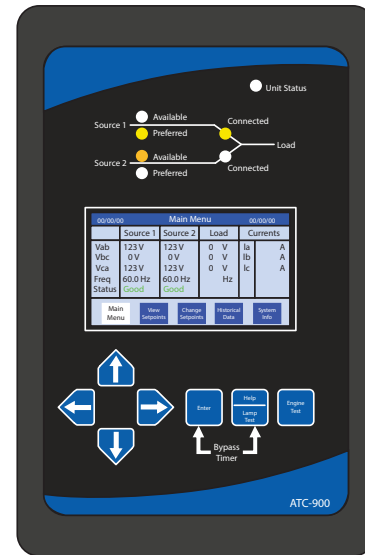 Unit Status
Available
Connected
Source 1
Preferred
Load
Available
Source 2
Connected
Preferred
00/00/00 Main Menu 00/00/00
Source 1 Source 2 Load Currents
Vab 123 V 123 V 0 V Ia A
Vbc 0 V 0 V 0 V Ib A
Vca 123 V 123 V 0 V Ic A
Freq 60.0 Hz 60.0 Hz Hz
Status Good Good
Main Menu View Setpoints Change Setpoints Historical Data System Info
Enter
Help
Lamp Test
Engine Test
Bypass
Timer
ATC-900